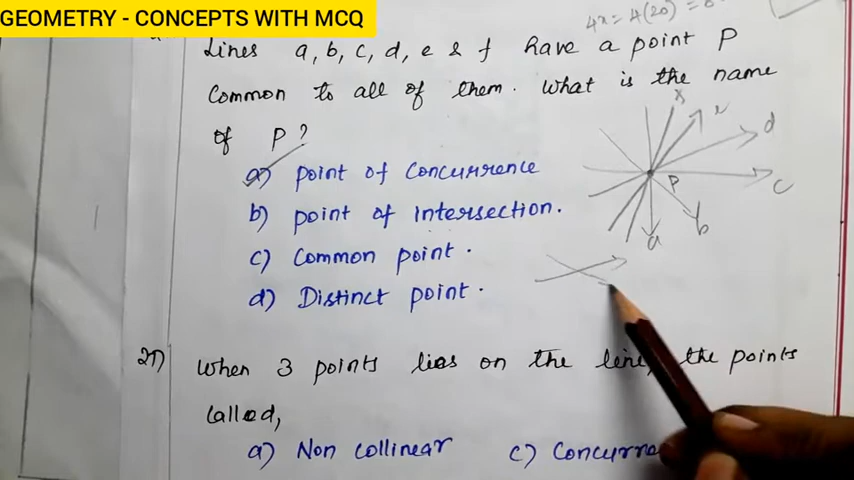 GEOMETRY - CONCEPTS WITH MCQ
4x = 4(20) =
Lines a, b, c, d, e & f have a point P
Common to all of them. What is the name
of P?
a) point of concurrence
b) point of intersection.
c) Common point.
d) Distinct point.
d
P
c
a
b
27) When 3 points lies on the line, the points
called,
a) Non collinear c) Concurre